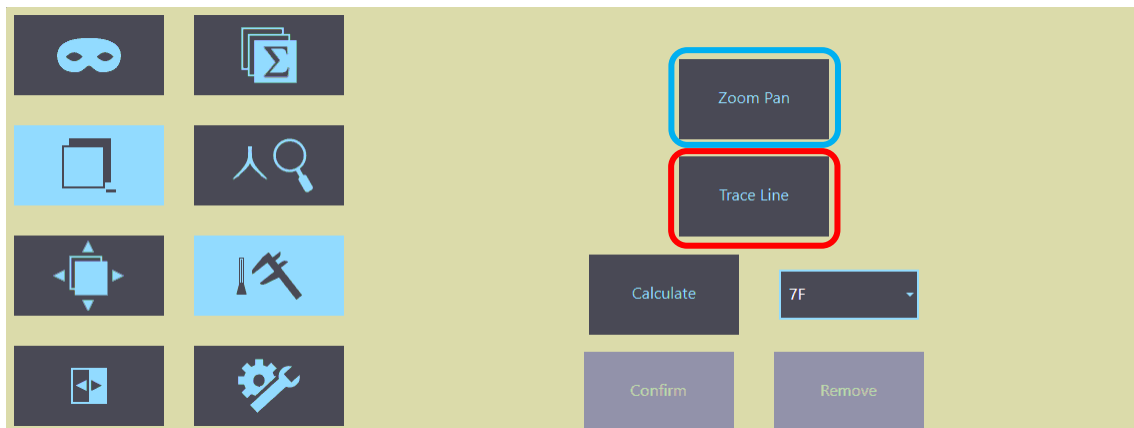 Zoom Pan
Trace Line
Calculate
7F
Confirm
Remove